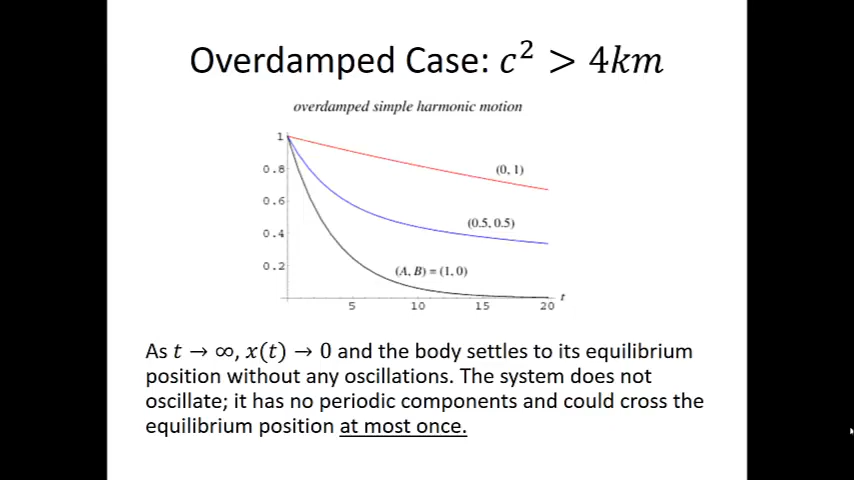 Overdamped Case: 𝑐² > 4𝑘𝑚
overdamped simple harmonic motion
1
0.8
0.6
0.4
0.2
(0, 1)
(0.5, 0.5)
(A, B) = (1, 0)
5 10 15 20 t
As 𝑡 → ∞, 𝑥(𝑡) → 0 and the body settles to its equilibrium
position without any oscillations. The system does not
oscillate; it has no periodic components and could cross the
equilibrium position at most once.